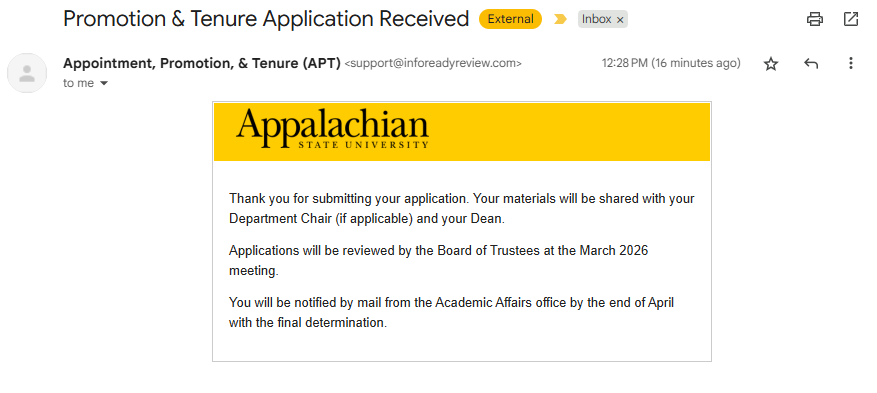 Promotion & Tenure Application Received External Inbox ×
Appointment, Promotion, & Tenure (APT) <support@inforeadyreview.com> 12:28 PM (16 minutes ago)
to me
Appalachian
STATE UNIVERSITY
Thank you for submitting your application. Your materials will be shared with your
Department Chair (if applicable) and your Dean.
Applications will be reviewed by the Board of Trustees at the March 2026
meeting.
You will be notified by mail from the Academic Affairs office by the end of April
with the final determination.